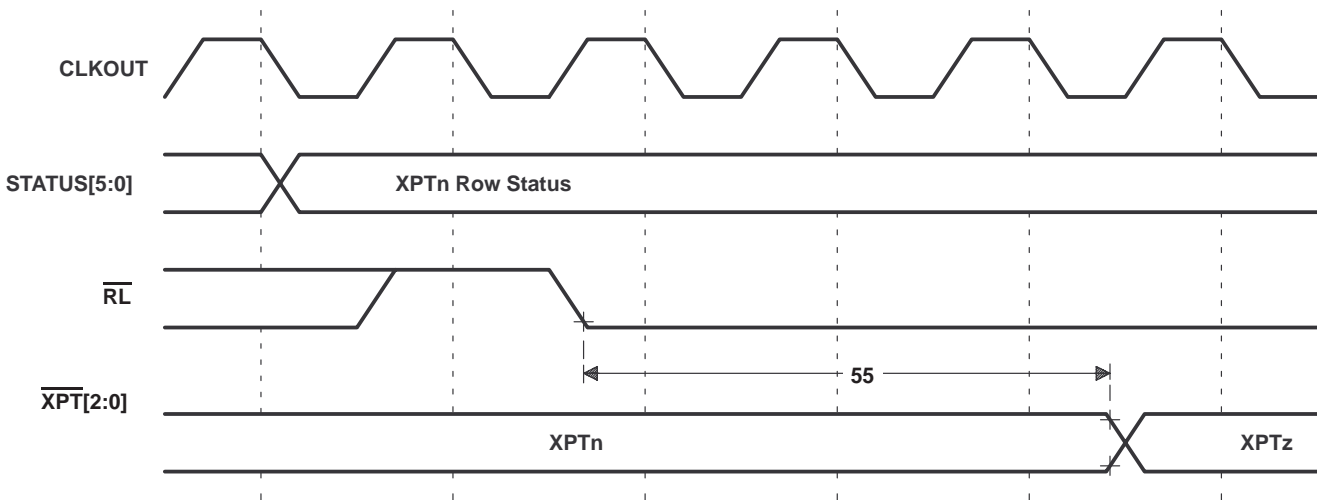 CLKOUT
STATUS[5:0]
XPTn Row Status
RL
55
XPT[2:0]
XPTn
XPTz